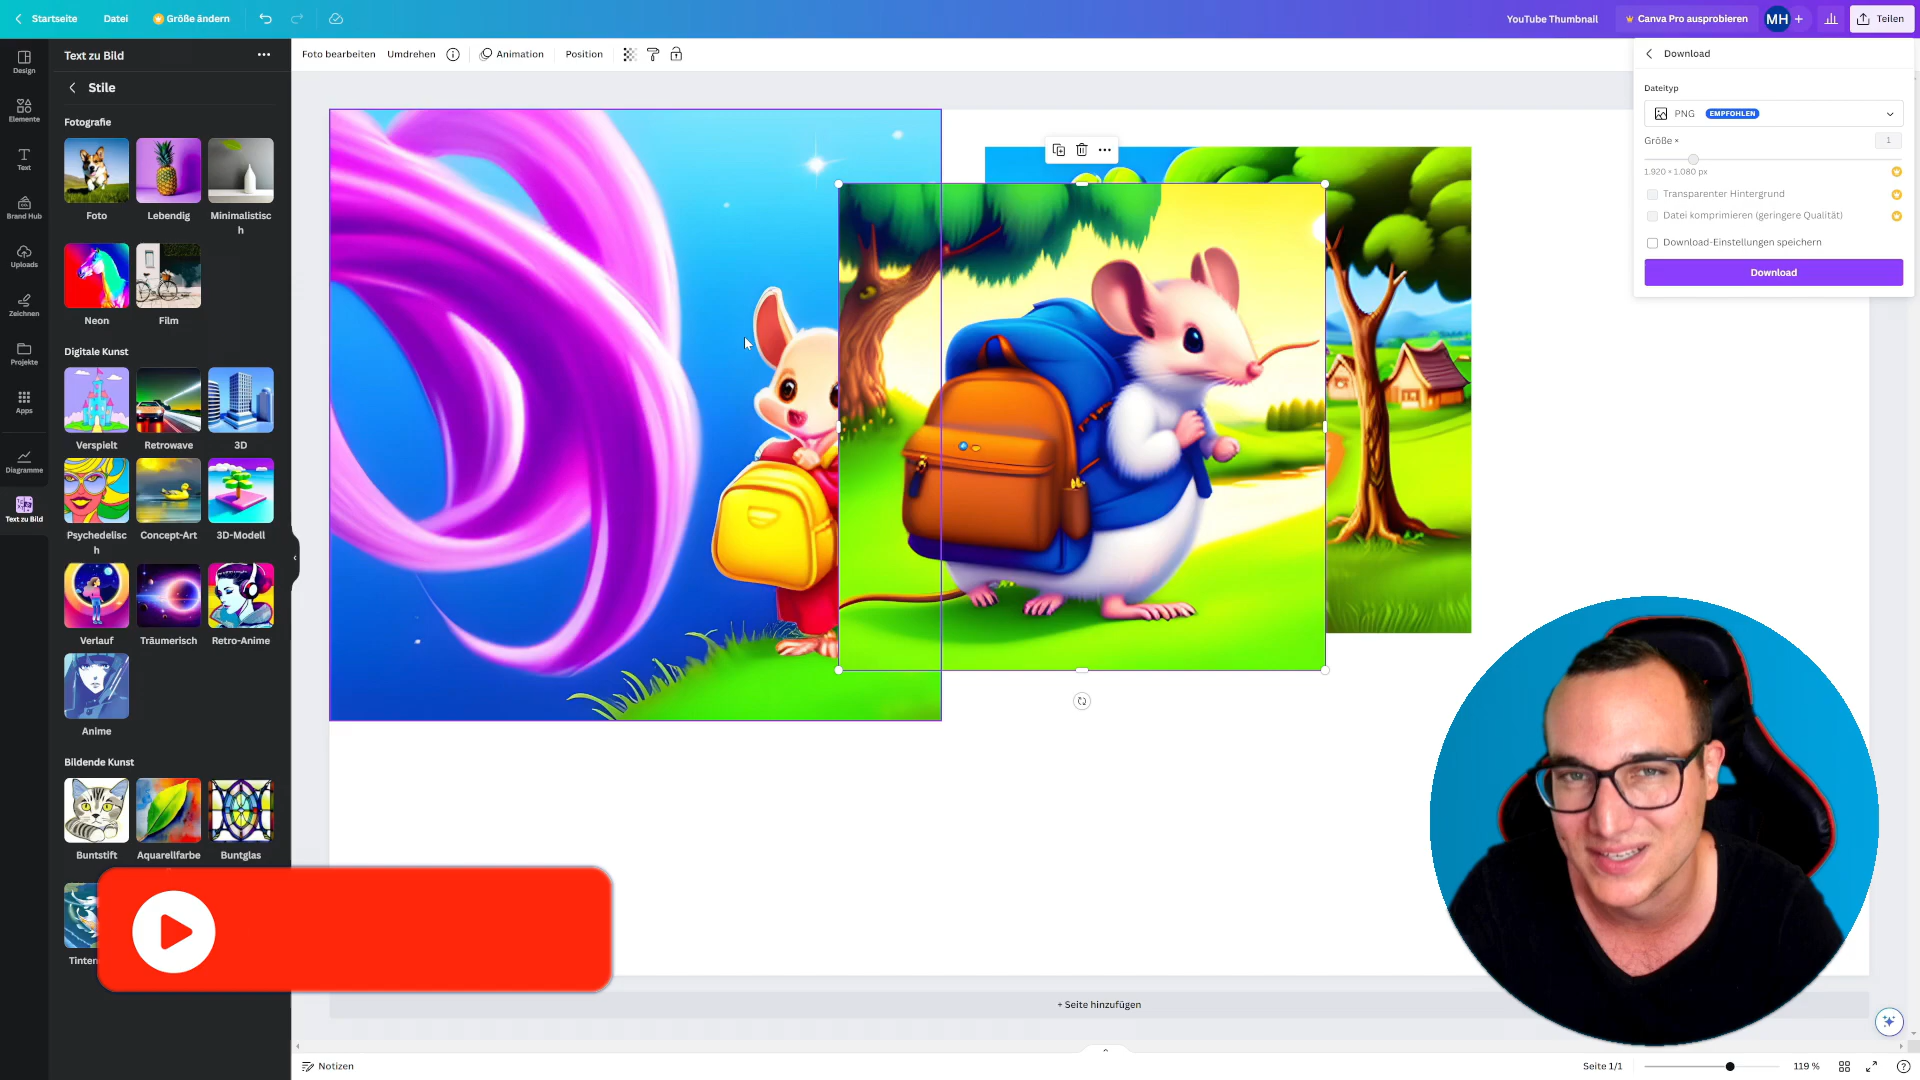 Startseite
Datei
Größe ändern
YouTube Thumbnail
Canva Pro ausprobieren
MH
+
Teilen
Design
Elemente
Text
Brand Hub
Uploads
Zeichnen
Projekte
Apps
Diagramme
Text zu Bild
Text zu Bild
Stile
Fotografie
Foto
Lebendig
Minimalistisc
h
Neon
Film
Digitale Kunst
Verspielt
Retrowave
3D
Psychedelisc
h
Concept-Art
3D-Modell
Verlauf
Träumerisch
Retro-Anime
Anime
Bildende Kunst
Buntstift
Aquarellfarbe
Buntglas
Foto bearbeiten
Umdrehen
Animation
Position
Download
Dateityp
PNG
EMPFOHLEN
Größe ×
1
1.920 × 1.080 px
Transparenter Hintergrund
Datei komprimieren (geringere Qualität)
Download-Einstellungen speichern
Download
+ Seite hinzufügen
Notizen
Seite 1/1
119 %